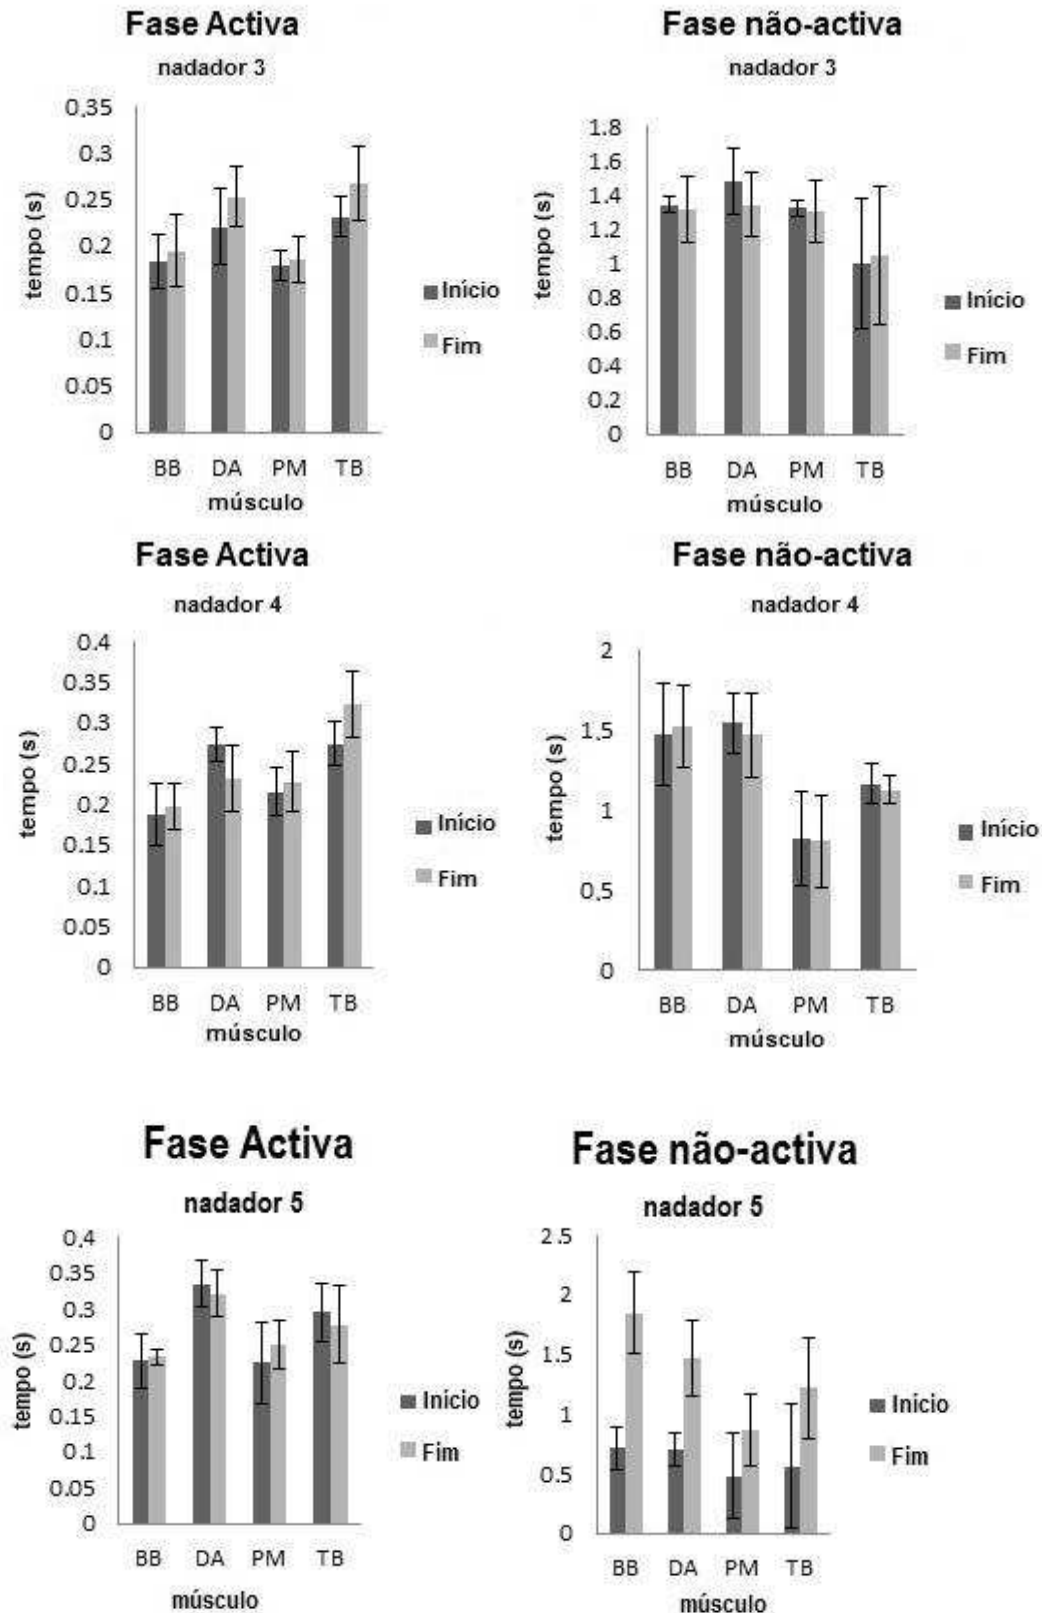 Fase Activa
nadador 3
0.35
0.3
0.25
0.2
0.15
0.1
0.05
0
tempo (s)
BB DA PM TB
músculo
Início
Fim
Fase não-activa
nadador 3
1.8
1.6
1.4
1.2
1
0.8
0.6
0.4
0.2
0
tempo (s)
BB DA PM TB
músculo
Início
Fim
Fase Activa
nadador 4
0.4
0.35
0.3
0.25
0.2
0.15
0.1
0.05
0
tempo (s)
BB DA PM TB
músculo
Início
Fim
Fase não-activa
nadador 4
2
1.5
1
0.5
0
tempo (s)
BB DA PM TB
músculo
Início
Fim
Fase Activa
nadador 5
0.4
0.35
0.3
0.25
0.2
0.15
0.1
0.05
0
tempo (s)
BB DA PM TB
músculo
Início
Fim
Fase não-activa
nadador 5
2.5
2
1.5
1
0.5
0
tempo (s)
BB DA PM TB
músculo
Início
Fim